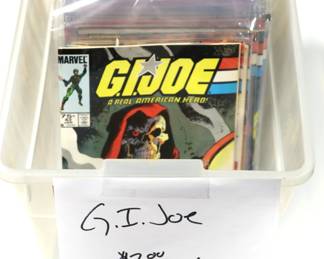 MARVEL
G.I.JOE
A REAL AMERICAN HERO!
G.I. Joe